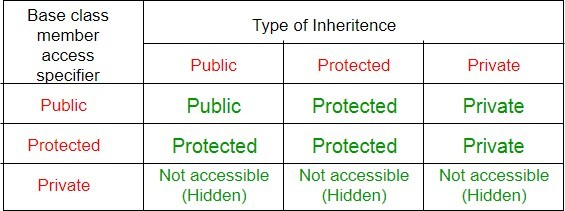 Base class
member
access
specifier
Type of Inheritence
Public Protected Private
Public Public Protected Private
Protected Protected Protected Private
Private Not accessible (Hidden) Not accessible (Hidden) Not accessible (Hidden)